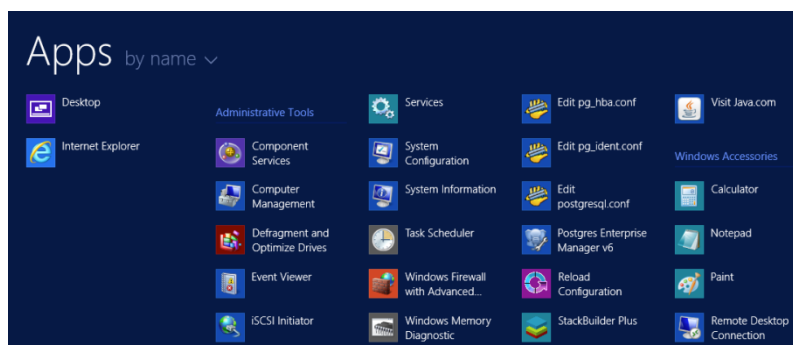 Apps by name
Desktop
Internet Explorer
Administrative Tools
Component
Services
Computer
Management
Defragment and
Optimize Drives
Event Viewer
iSCSI Initiator
Services
System
Configuration
System Information
Task Scheduler
Windows Firewall
with Advanced...
Windows Memory
Diagnostic
Edit pg_hba.conf
Edit pg_ident.conf
Edit
postgresql.conf
Postgres Enterprise
Manager v6
Reload
Configuration
StackBuilder Plus
Visit Java.com
Windows Accessories
Calculator
Notepad
Paint
Remote Desktop
Connection